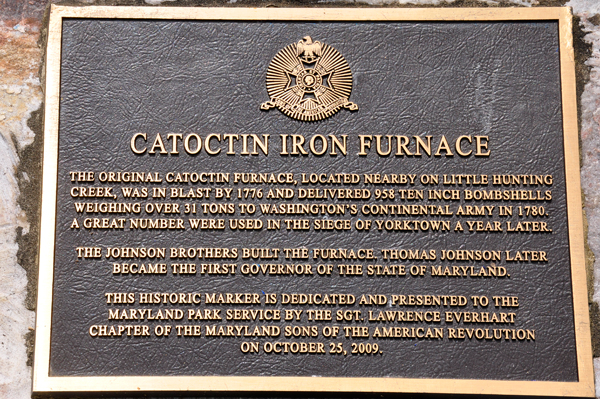 CATOCTIN IRON FURNACE
THE ORIGINAL CATOCTIN FURNACE, LOCATED NEARBY ON LITTLE HUNTING
CREEK, WAS IN BLAST BY 1776 AND DELIVERED 958 TEN INCH BOMBSHELLS
WEIGHING OVER 31 TONS TO WASHINGTON'S CONTINENTAL ARMY IN 1780.
A GREAT NUMBER WERE USED IN THE SIEGE OF YORKTOWN A YEAR LATER.
THE JOHNSON BROTHERS BUILT THE FURNACE. THOMAS JOHNSON LATER
BECAME THE FIRST GOVERNOR OF THE STATE OF MARYLAND.
THIS HISTORIC MARKER IS DEDICATED AND PRESENTED TO THE
MARYLAND PARK SERVICE BY THE SGT. LAWRENCE EVERHART
CHAPTER OF THE MARYLAND SONS OF THE AMERICAN REVOLUTION
ON OCTOBER 25, 2009.